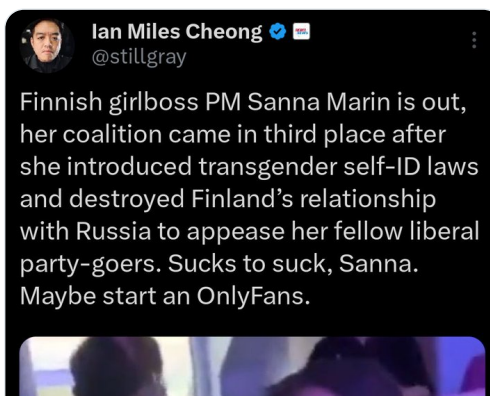 Ian Miles Cheong
@stillgray
Finnish girlboss PM Sanna Marin is out,
her coalition came in third place after
she introduced transgender self-ID laws
and destroyed Finland’s relationship
with Russia to appease her fellow liberal
party-goers. Sucks to suck, Sanna.
Maybe start an OnlyFans.